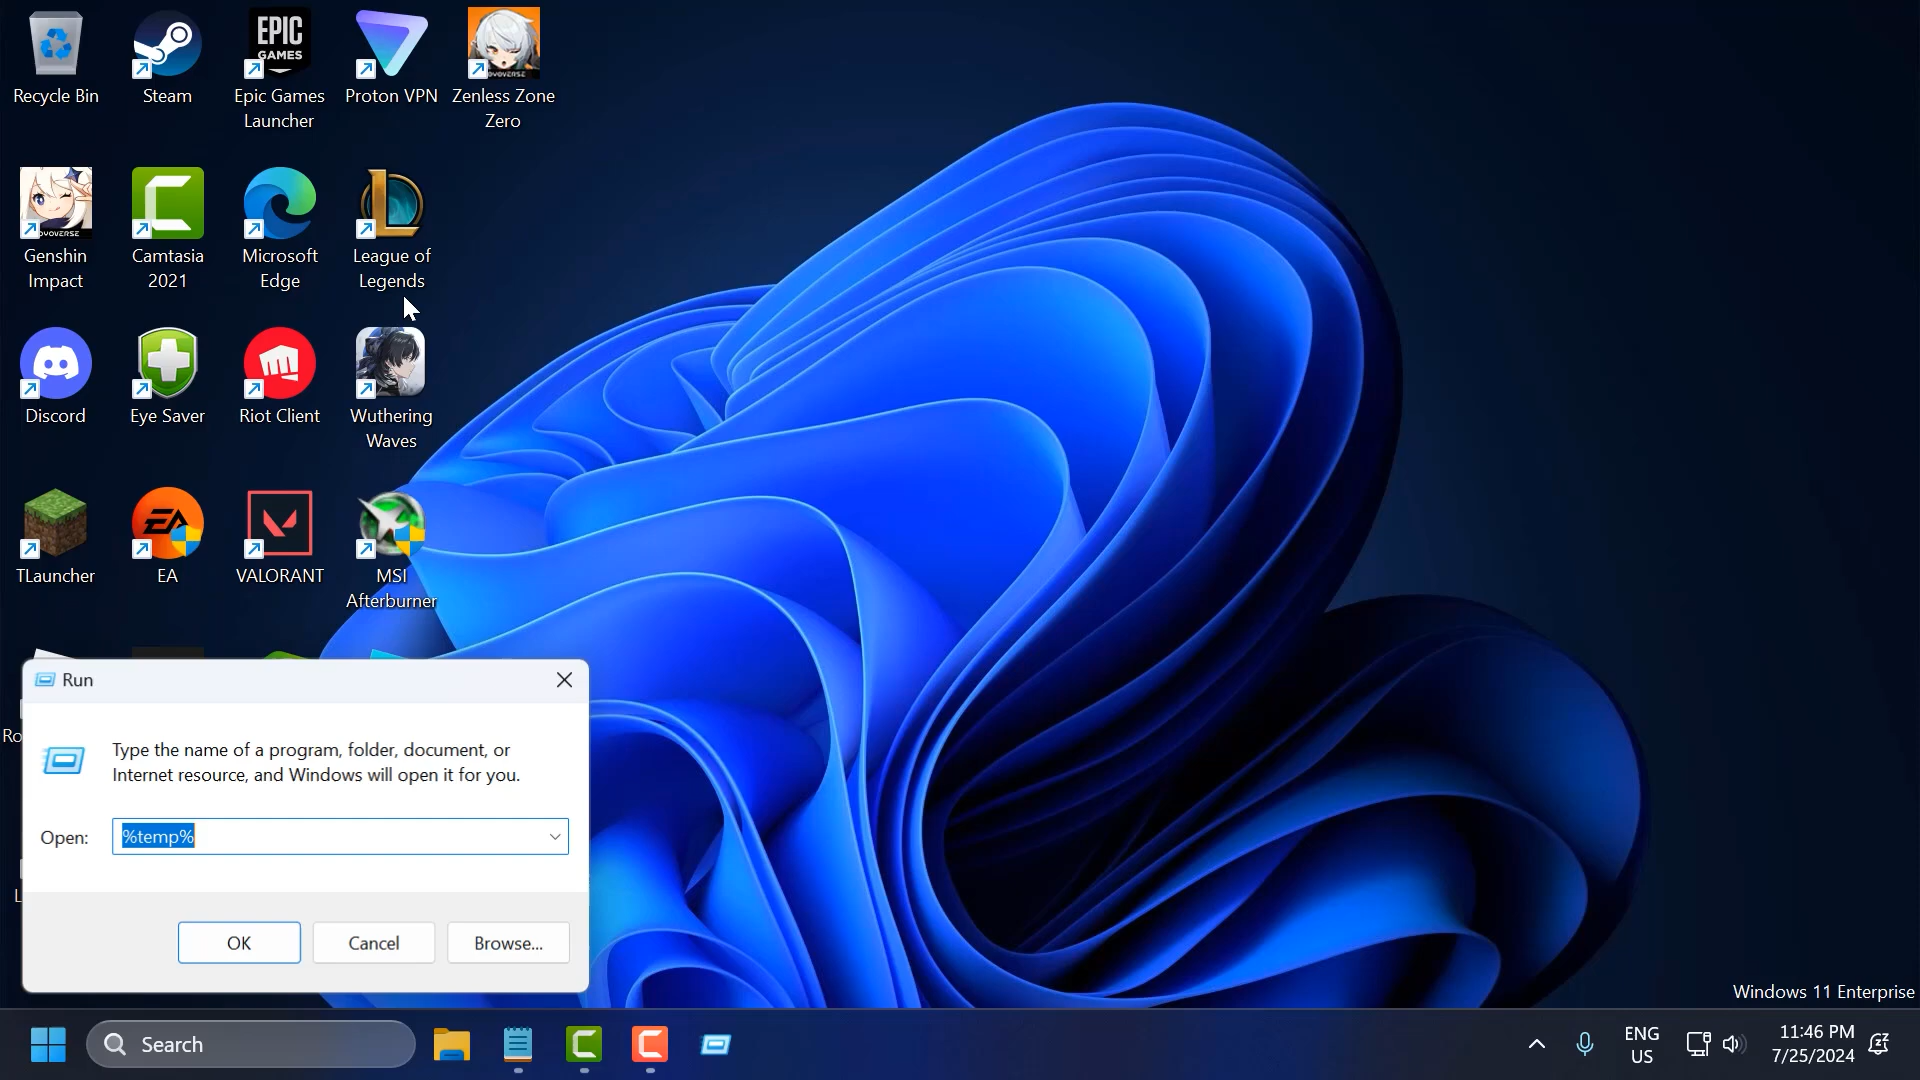 Recycle Bin
Steam
EPIC
GAMES
Epic Games
Launcher
Proton VPN
Zenless Zone
Zero
Genshin
Impact
Camtasia
2021
Microsoft
Edge
League of
Legends
Discord
Eye Saver
Riot Client
Wuthering
Waves
TLauncher
EA
EA
VALORANT
MSI
Afterburner
Run
Type the name of a program, folder, document, or
Internet resource, and Windows will open it for you.
Open:
%temp%
OK
Cancel
Browse...
Windows 11 Enterprise
Search
ENG
US
11:46 PM
7/25/2024